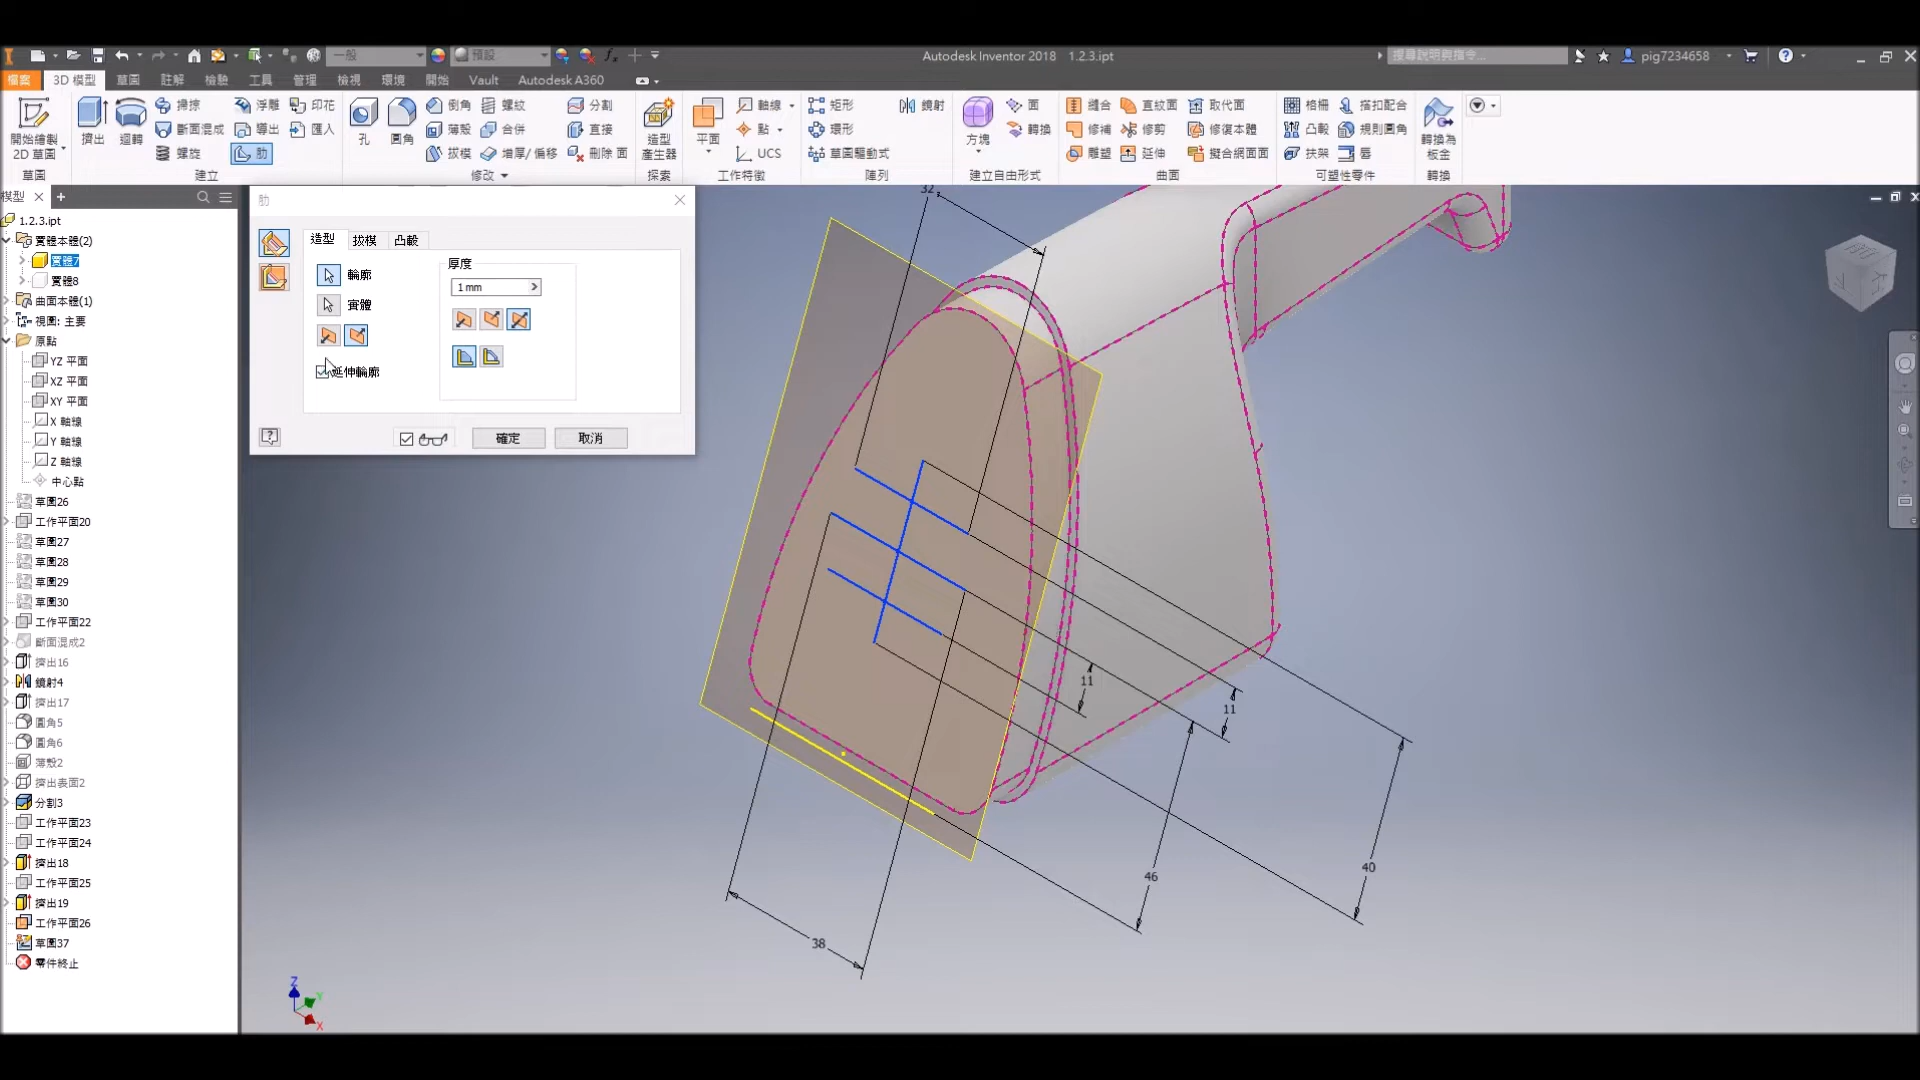 一般
預設
Autodesk Inventor 2018 1.2.3.ipt
搜尋說明與指令...
pig7234658
檔案 3D 模型 草圖 註解 檢驗 工具 管理 檢視 環境 開始 Vault Autodesk A360
開始繪製
2D 草圖
草圖
擠出 迴轉
掃掠
斷面混成
螺旋
浮雕
導出
肋
印花
匯入
建立
孔 圓角
倒角
薄殼
拔模
螺紋
合併
增厚/偏移
分割
直接
刪除 面
修改
造型
產生器
探索
平面
軸線
點
UCS
工作特徵
矩形
環形
草圖驅動式
鏡射
陣列
方塊
面
轉換
建立自由形式
縫合
修補
雕塑
直紋面
修剪
延伸
取代面
修復本體
擬合網面面
曲面
格柵
凸轂
扶架
搭扣配合
規則圓角
唇
可塑性零件
轉換為
板金
轉換
模型
1.2.3.ipt
實體本體(2)
實體7
實體8
曲面本體(1)
視圖: 主要
原點
YZ 平面
XZ 平面
XY 平面
X 軸線
Y 軸線
Z 軸線
中心點
草圖26
工作平面20
草圖27
草圖28
草圖29
草圖30
工作平面22
斷面混成2
擠出16
鏡射4
擠出17
圓角5
圓角6
薄殼2
擠出表面2
分割3
工作平面23
工作平面24
擠出18
工作平面25
擠出19
工作平面26
草圖37
零件終止
肋
造型 拔模 凸轂
輪廓
實體
延伸輪廓
厚度
1 mm
確定 取消
32
11
11
46
40
38
Z
Y
X